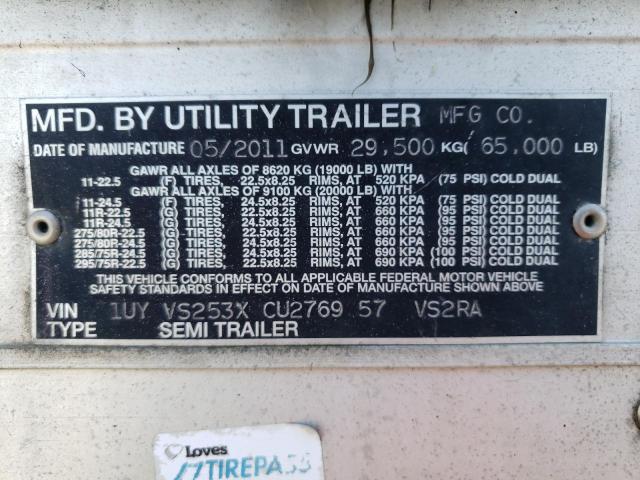 MFD. BY UTILITY TRAILER MFG CO.
DATE OF MANUFACTURE 05/2011 GVWR 29,500 KG( 65,000 LB)
GAWR ALL AXLES OF 8620 KG (19000 LB) WITH
11-22.5 (F) TIRES, 22.5x8.25 RIMS, AT 520 KPA (75 PSI) COLD DUAL
GAWR ALL AXLES OF 9100 KG (20000 LB) WITH
11-24.5 (F) TIRES, 24.5x8.25 RIMS, AT 520 KPA (75 PSI) COLD DUAL
11R-22.5 (G) TIRES, 22.5x8.25 RIMS, AT 660 KPA (95 PSI) COLD DUAL
11R-24.5 (G) TIRES, 24.5x8.25 RIMS, AT 660 KPA (95 PSI) COLD DUAL
275/80R-22.5 (G) TIRES, 22.5x8.25 RIMS, AT 660 KPA (95 PSI) COLD DUAL
275/80R-24.5 (G) TIRES, 24.5x8.25 RIMS, AT 660 KPA (95 PSI) COLD DUAL
285/75R-24.5 (G) TIRES, 24.5x8.25 RIMS, AT 690 KPA (100 PSI) COLD DUAL
295/75R-22.5 (G) TIRES, 22.5x8.25 RIMS, AT 690 KPA (100 PSI) COLD DUAL
THIS VEHICLE CONFORMS TO ALL APPLICABLE FEDERAL MOTOR VEHICLE
SAFETY STANDARDS IN EFFECT ON DATE OF MANUFACTURE SHOWN ABOVE
VIN 1UY VS253X CU2769 57 VS2RA
TYPE SEMI TRAILER
Loves
TIREPASS